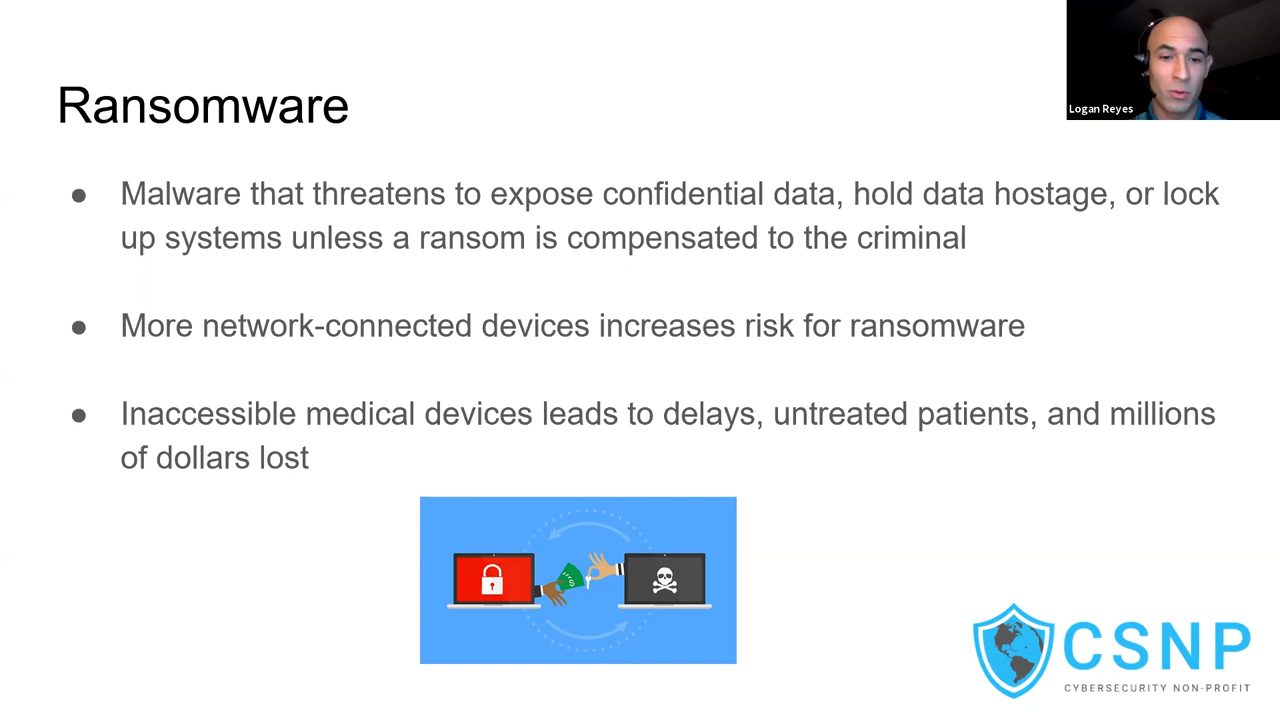 Logan Reyes
Ransomware
● Malware that threatens to expose confidential data, hold data hostage, or lock
up systems unless a ransom is compensated to the criminal
● More network-connected devices increases risk for ransomware
● Inaccessible medical devices leads to delays, untreated patients, and millions
of dollars lost
$
CSNP
CYBERSECURITY NON-PROFIT